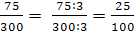 75/300 = 75:3/300:3 = 25/100